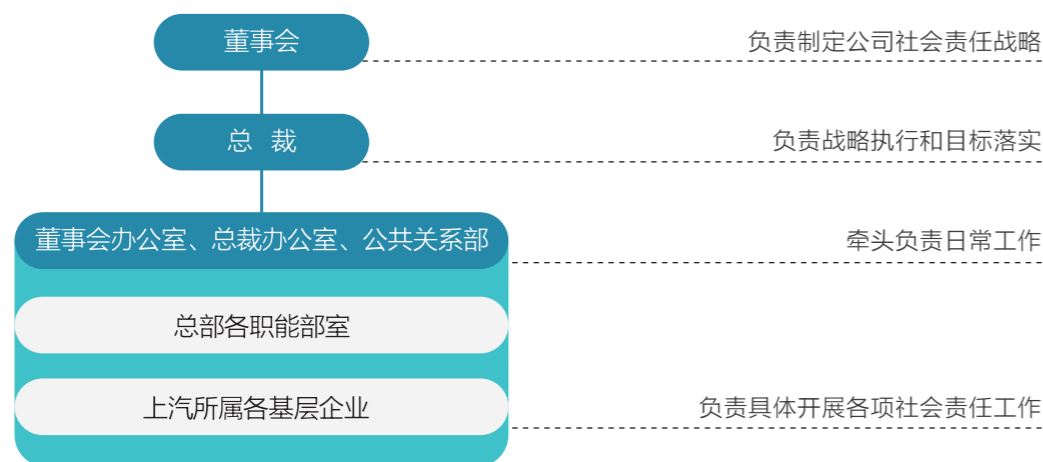 董事会
负责制定公司社会责任战略
总 裁
负责战略执行和目标落实
董事会办公室、总裁办公室、公共关系部
牵头负责日常工作
总部各职能部室
上汽所属各基层企业
负责具体开展各项社会责任工作